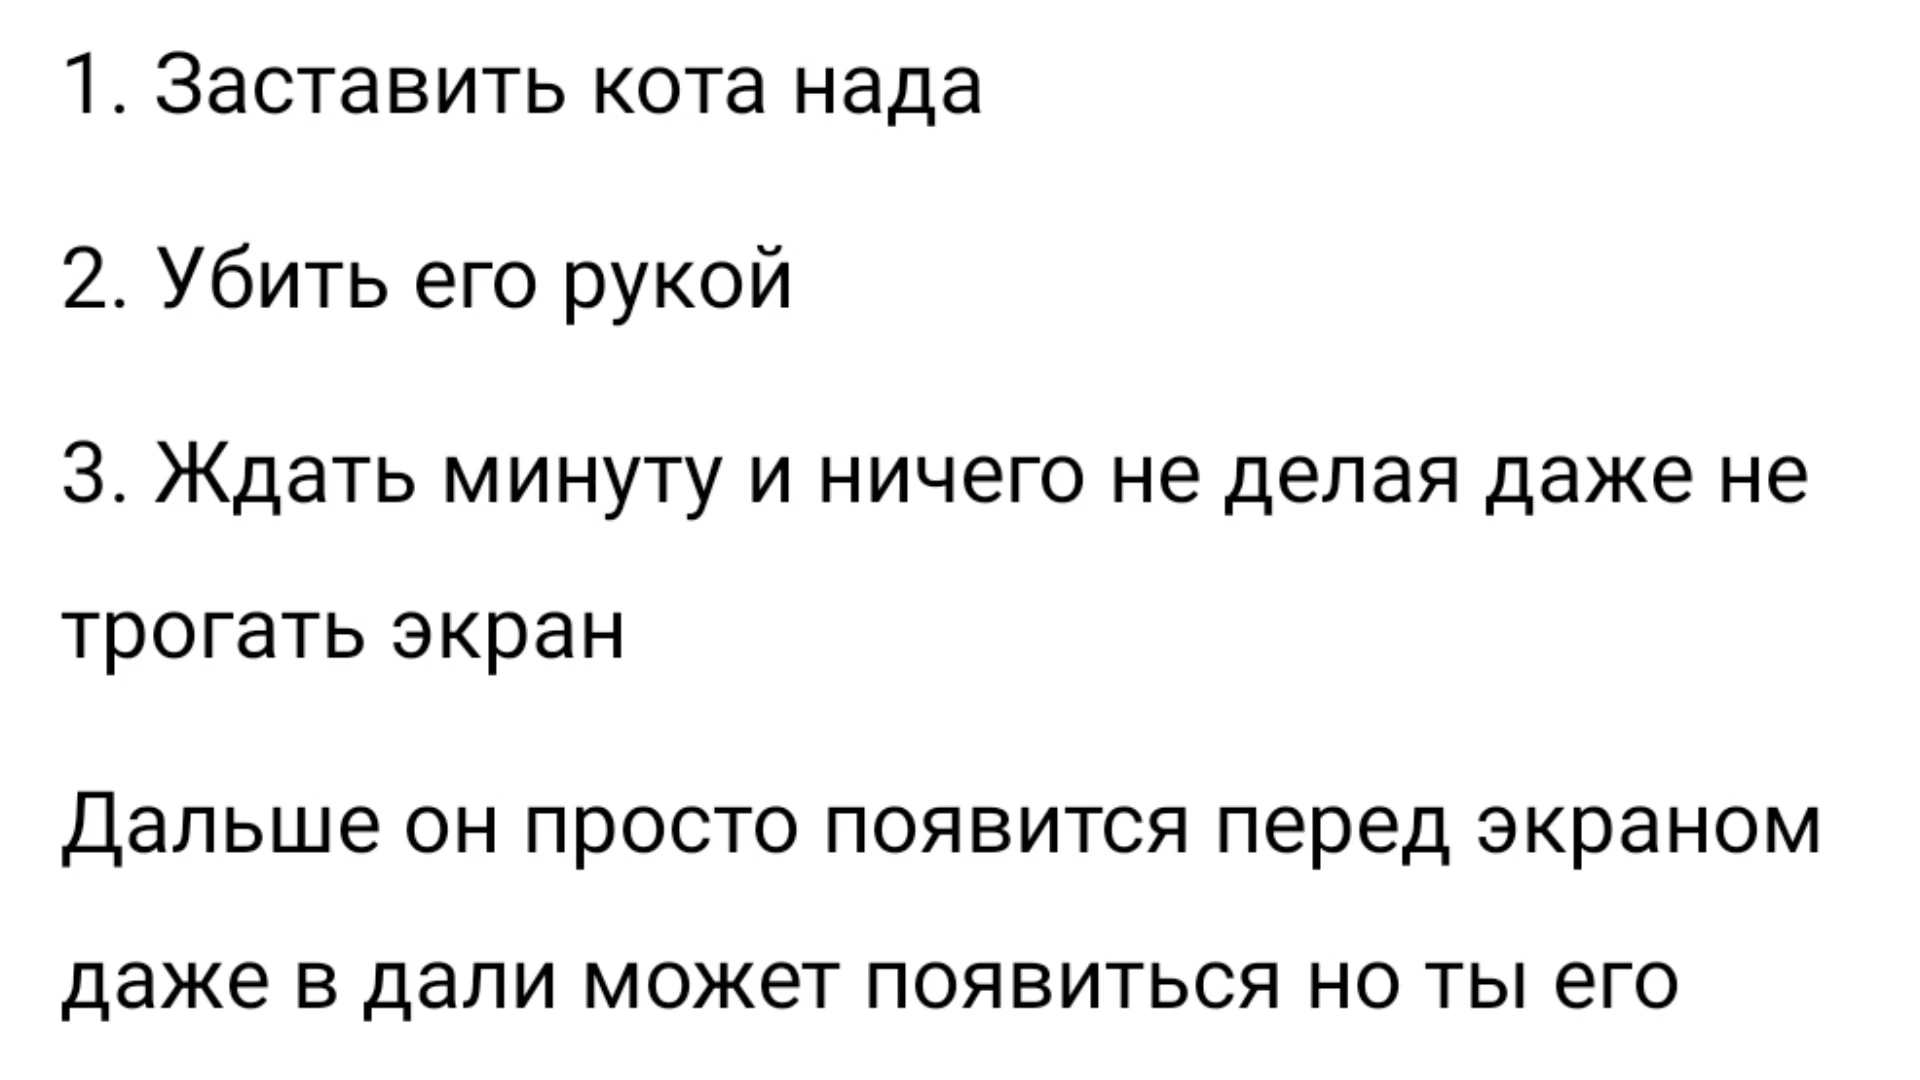 1. Заставить кота нада
2. Убить его рукой
3. Ждать минуту и ничего не делая даже не
трогать экран
Дальше он просто появится перед экраном
даже в дали может появиться но ты его